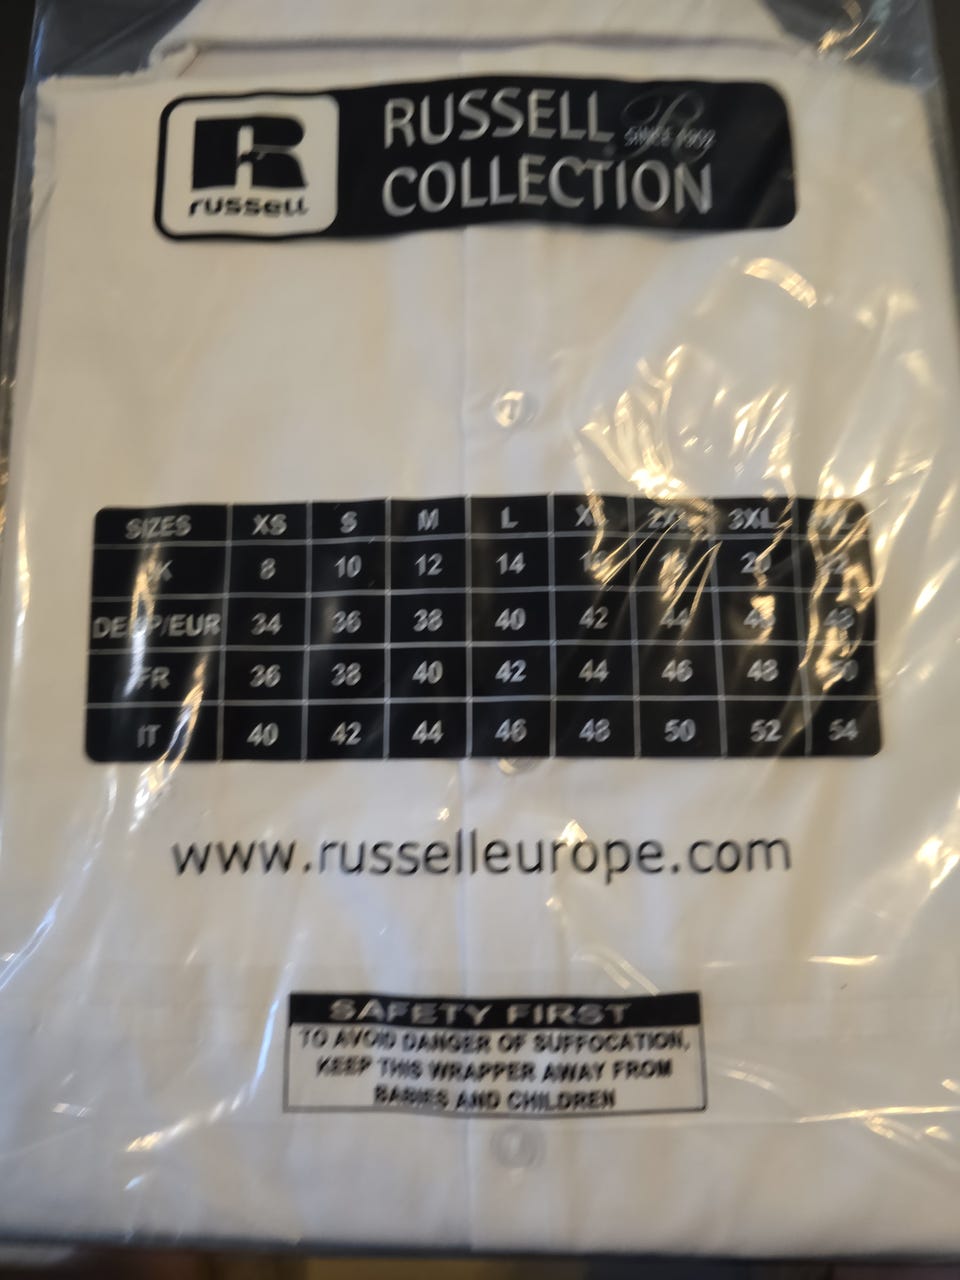 russell
RUSSELL
COLLECTION
SIZES XS S M L 3XL
8 10 12 14
34 36 38 40 42 44
FR 36 38 40 42 44 46 48
IT 40 42 44 46 48 50 52 54
www.russelleurope.com
SAFETY FIRST
TO AVOID DANGER OF SUFFOCATION,
KEEP THIS WRAPPER AWAY FROM
BABIES AND CHILDREN